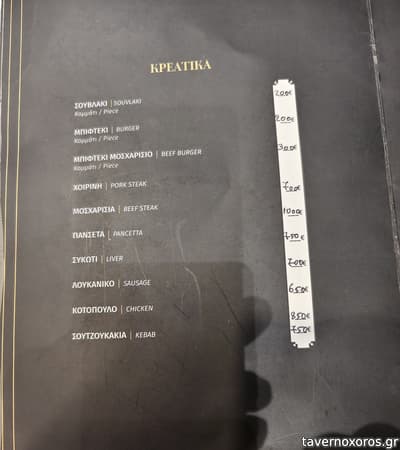 ΚΡΕΑΤΙΚΑ
ΣΟΥΒΛΑΚΙ | SOUVLAKI 2.00€
Κομμάτι / Piece
ΜΠΙΦΤΕΚΙ | BURGER 2.00€
Κομμάτι / Piece
ΜΠΙΦΤΕΚΙ ΜΟΣΧΑΡΙΣΙΟ | BEEF BURGER 3.00€
Κομμάτι / Piece
ΧΟΙΡΙΝΗ | PORK STEAK 7.00€
ΜΟΣΧΑΡΙΣΙΑ | BEEF STEAK 10.00€
ΠΑΝΣΕΤΑ | PANCETTA 7.50€
ΣΥΚΩΤΙ | LIVER 7.00€
ΛΟΥΚΑΝΙΚΟ | SAUSAGE 6.50€
ΚΟΤΟΠΟΥΛΟ | CHICKEN 8.50€
ΣΟΥΤΖΟΥΚΑΚΙΑ | KEBAB 7.50€
tavernoxoros.gr